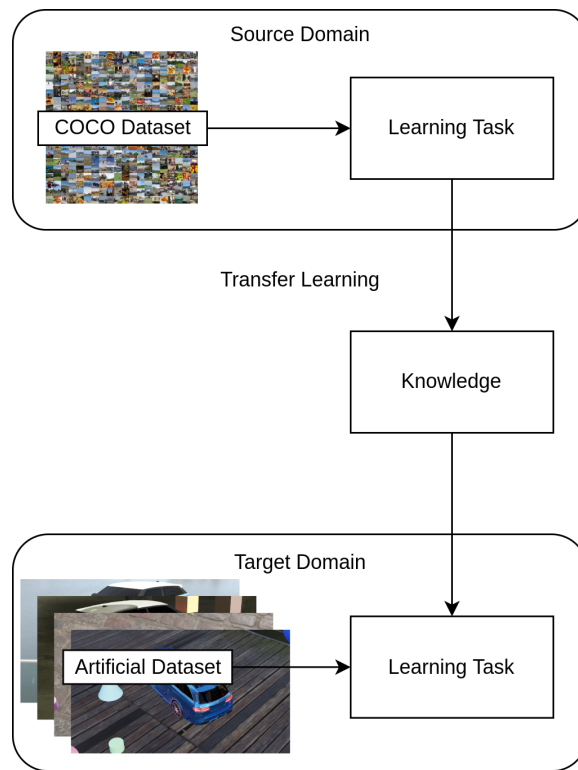 Source Domain
COCO Dataset
Learning Task
Transfer Learning
Knowledge
Target Domain
Artificial Dataset
Learning Task